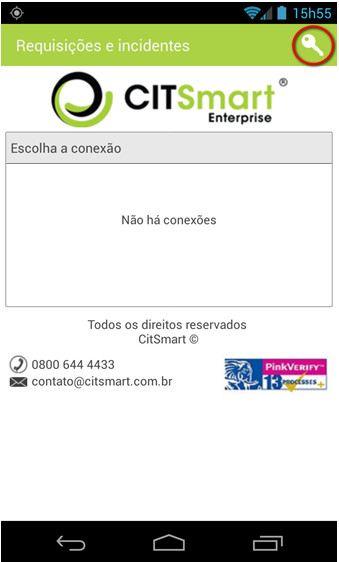 15h55
Requisições e incidentes
CITSmart ®
Enterprise
Escolha a conexão
Não há conexões
Todos os direitos reservados
CitSmart ©
0800 644 4433
contato@citsmart.com.br
PINKVERIFY™
13 PROCESSES +